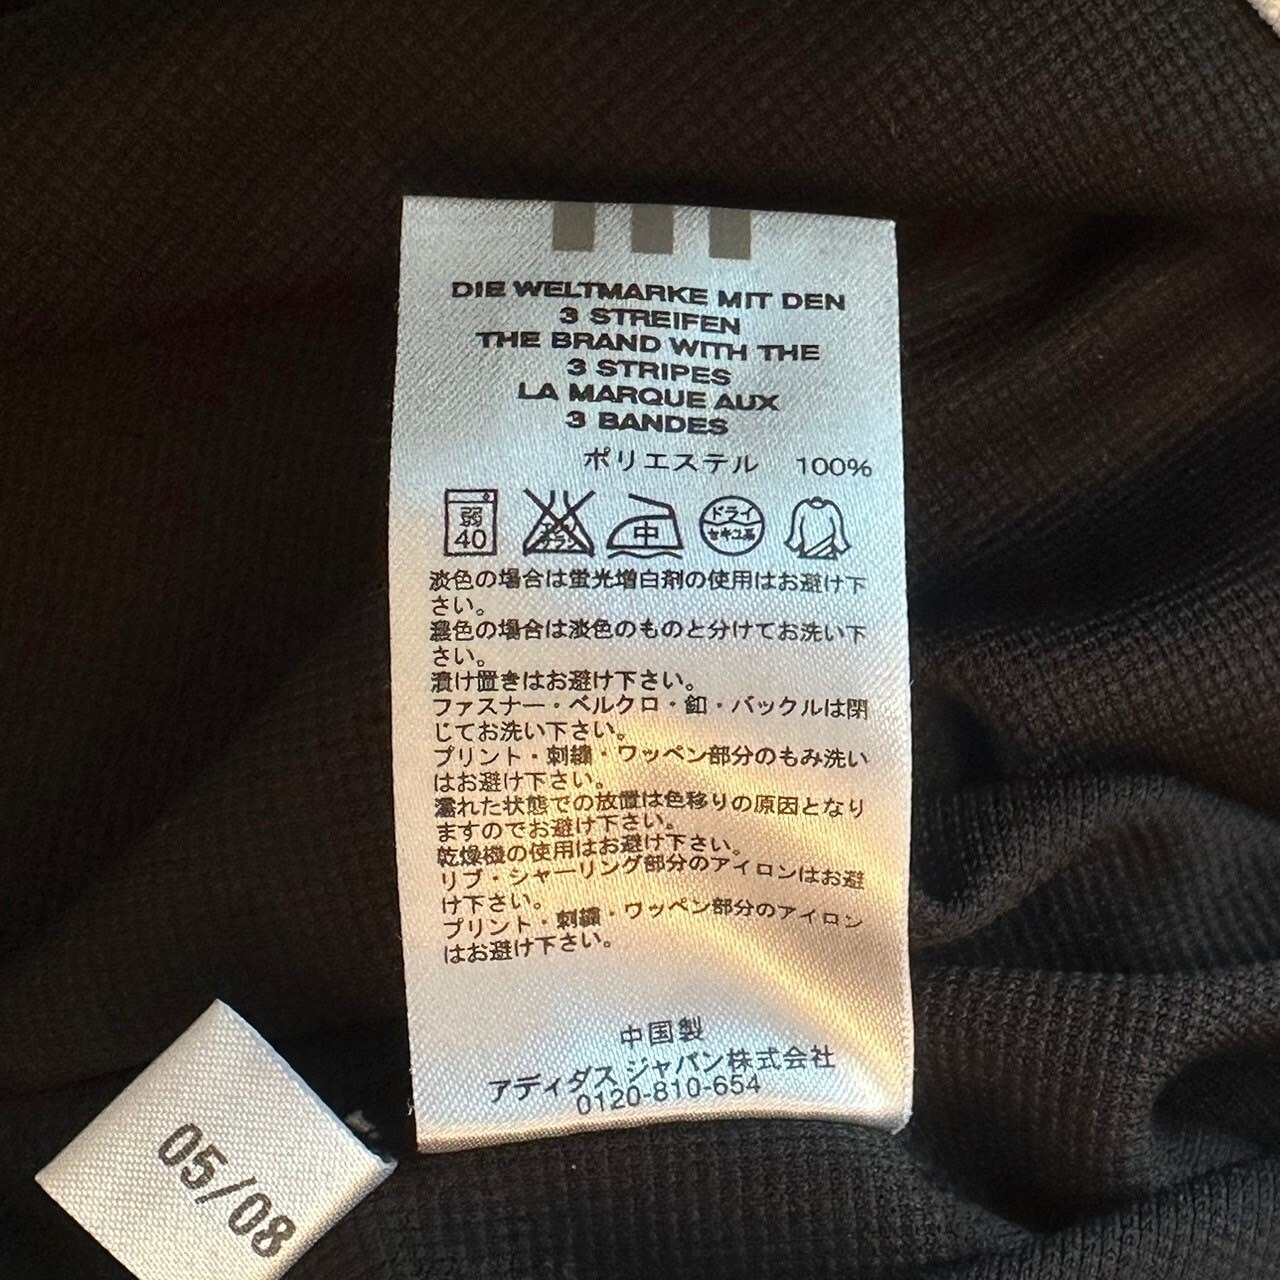 DIE WELTMARKE MIT DEN
3 STREIFEN
THE BRAND WITH THE
3 STRIPES
LA MARQUE AUX
3 BANDES
ポリエステル 100%
弱
40
エンソ
サラシ
中
ドライ
セキユ系
淡色の場合は蛍光増白剤の使用はお避け下
さい。
濃色の場合は淡色のものと分けてお洗い下
さい。
漬け置きはお避け下さい。
ファスナー・ベルクロ・釦・バックルは閉
じてお洗い下さい。
プリント・刺繍・ワッペン部分のもみ洗い
はお避け下さい。
濡れた状態での放置は色移りの原因となり
ますのでお避け下さい。
乾燥機の使用はお避け下さい。
リブ・シャーリング部分のアイロンはお避
け下さい。
プリント・刺繍・ワッペン部分のアイロン
はお避け下さい。
中国製
アディダス ジャパン株式会社
0120-810-654
05/08